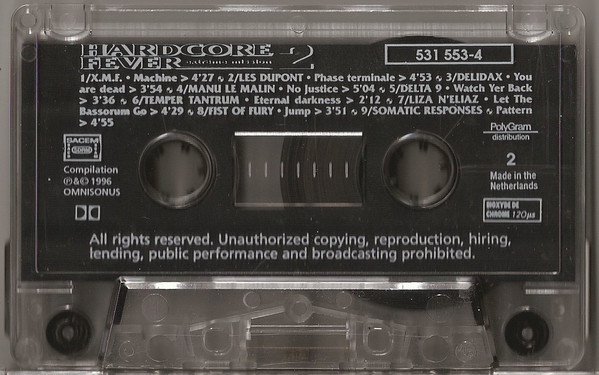 HARDCORE 2
FEVER extreme mission
531 553-4
1/X.M.F. • Machine > 4'27 • 2/LES DUPONT • Phase terminale > 4'53 • 3/DELIDAX • You
are dead > 3'54 • 4/MANU LE MALIN • No Justice > 5'04 • 5/DELTA 9 • Watch Yer Back
> 3'36 • 6/TEMPER TANTRUM • Eternal darkness > 2'12 • 7/LIZA N'ELIAZ • Let The
Bassorum Go > 4'29 • 8/FIST OF FURY • Jump > 3'51 • 9/SOMATIC RESPONSES • Pattern
> 4'55
SACEM
Compilation
℗&© 1996
OMNISONUS
PolyGram
distribution
2
Made in the
Netherlands
BIOXYDE DE
CHROME 120µs
All rights reserved. Unauthorized copying, reproduction, hiring,
lending, public performance and broadcasting prohibited.